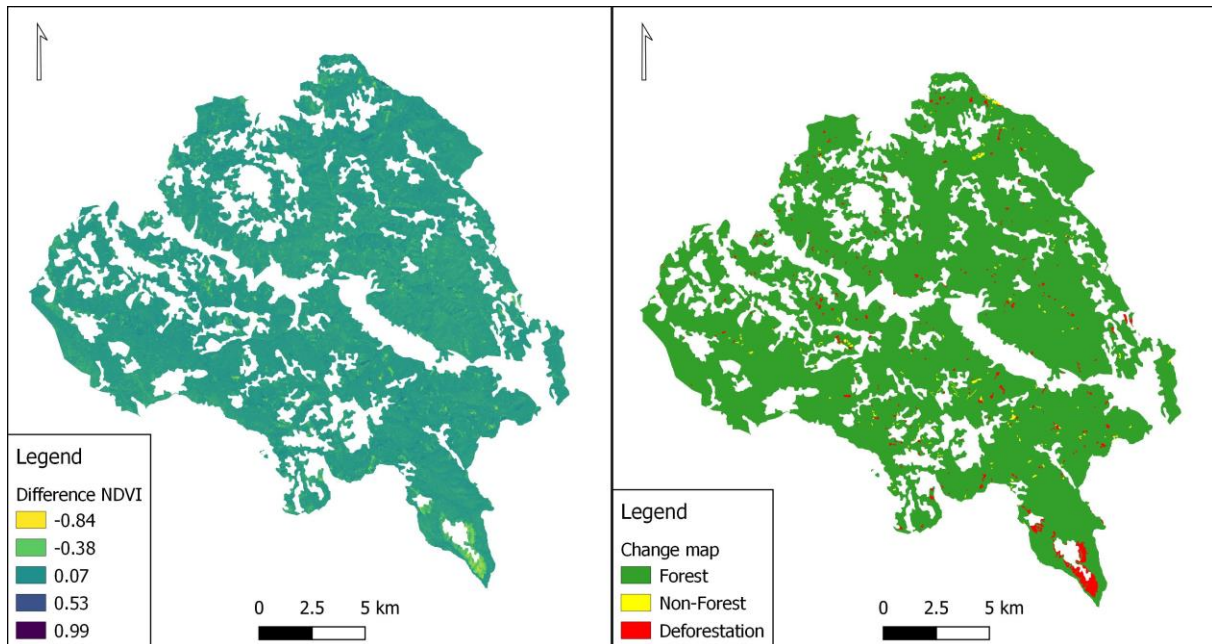 Legend
Difference NDVI
-0.84
-0.38
0.07
0.53
0.99
0 2.5 5 km
Legend
Change map
Forest
Non-Forest
Deforestation
0 2.5 5 km